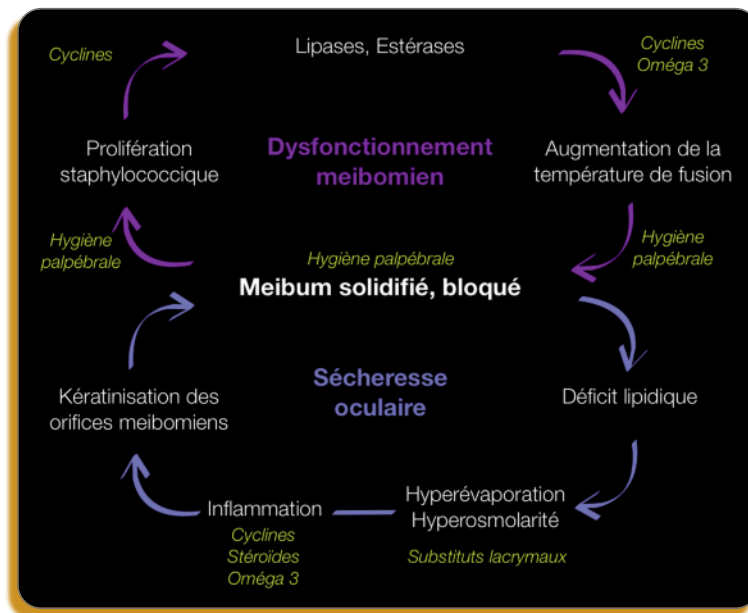 Cyclines
Lipases, Estérases
Cyclines
Oméga 3
Prolifération
staphylococcique
Dysfonctionnement
meibomien
Augmentation de la
température de fusion
Hygiène
palpébrale
Hygiène palpébrale
Meibum solidifié, bloqué
Hygiène
palpébrale
Kératinisation des
orifices meibomiens
Sécheresse
oculaire
Déficit lipidique
Inflammation
Cyclines
Stéroïdes
Oméga 3
Hyperévaporation
Hyperosmolarité
Substituts lacrymaux